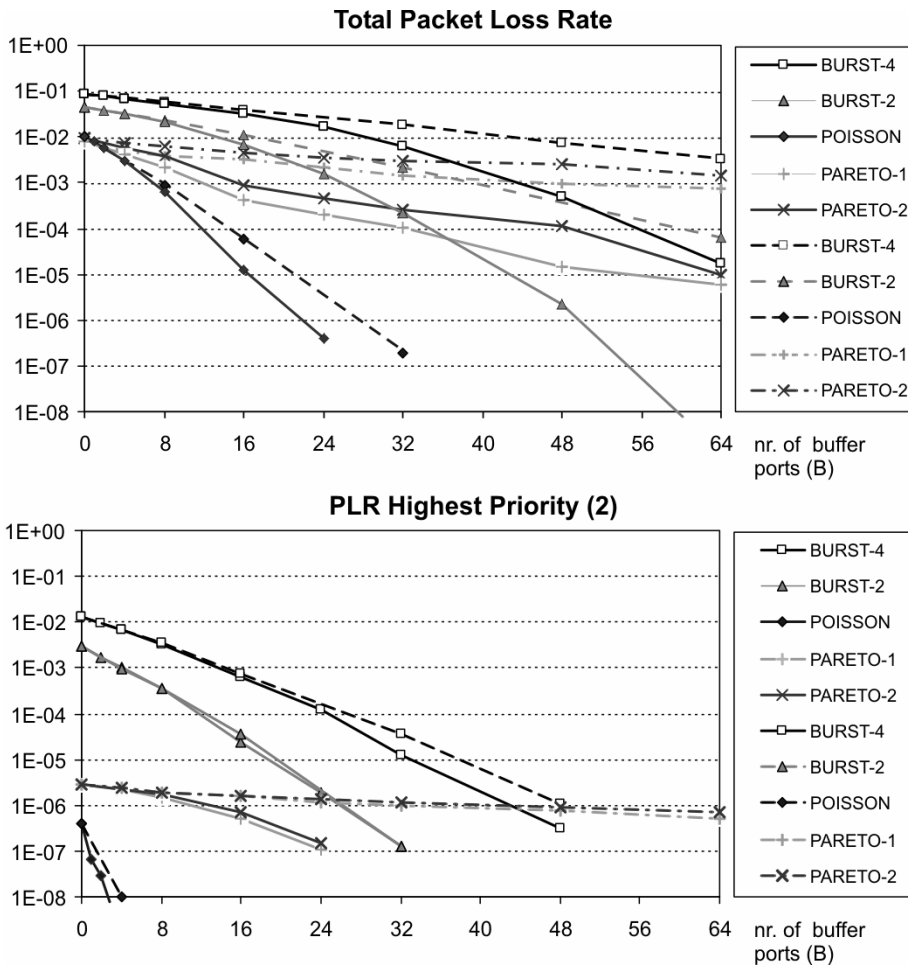 Total Packet Loss Rate
1E+00
1E-01
1E-02
1E-03
1E-04
1E-05
1E-06
1E-07
1E-08
0
8
16
24
32
40
48
56
64
nr. of buffer
ports (B)
BURST-4
BURST-2
POISSON
PARETO-1
PARETO-2
BURST-4
BURST-2
POISSON
PARETO-1
PARETO-2
PLR Highest Priority (2)
1E+00
1E-01
1E-02
1E-03
1E-04
1E-05
1E-06
1E-07
1E-08
0
8
16
24
32
40
48
56
64
nr. of buffer
ports (B)
BURST-4
BURST-2
POISSON
PARETO-1
PARETO-2
BURST-4
BURST-2
POISSON
PARETO-1
PARETO-2